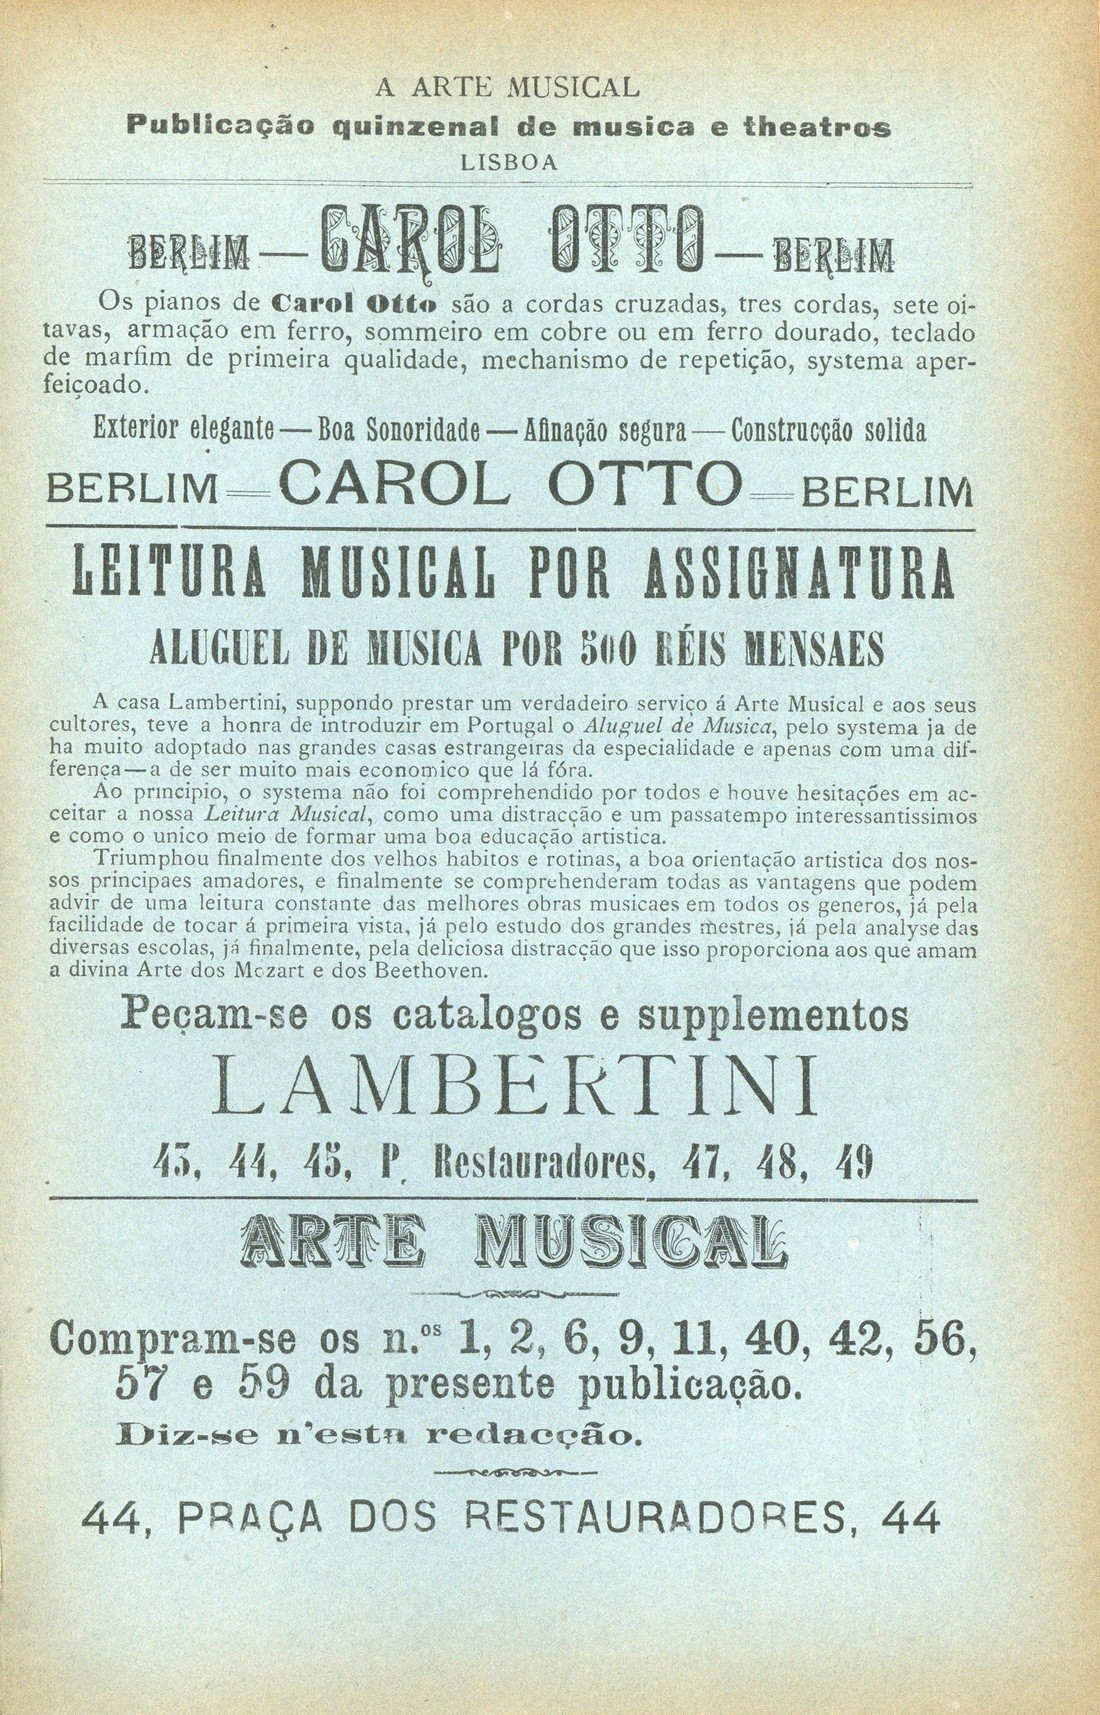 A ARTE MUSICAL
Publicação quinzenal de musica e theatros
LISBOA
BERLIM — CAROL OTTO — BERLIM
Os pianos de Carol Otto são a cordas cruzadas, tres cordas, sete oi-
tavas, armação em ferro, sommeiro em cobre ou em ferro dourado, teclado
de marfim de primeira qualidade, mechanismo de repetição, systema aper-
feiçoado.
Exterior elegante — Boa Sonoridade — Afinação segura — Construcção solida
BERLIM = CAROL OTTO = BERLIM
LEITURA MUSICAL POR ASSIGNATURA
ALUGUEL DE MUSICA POR 500 RÉIS MENSAES
A casa Lambertini, suppondo prestar um verdadeiro serviço á Arte Musical e aos seus
cultores, teve a honra de introduzir em Portugal o Aluguel de Musica, pelo systema ja de
ha muito adoptado nas grandes casas estrangeiras da especialidade e apenas com uma dif-
ferença — a de ser muito mais economico que lá fóra.
Ao principio, o systema não foi comprehendido por todos e houve hesitações em ac-
ceitar a nossa Leitura Musical, como uma distracção e um passatempo interessantissimos
e como o unico meio de formar uma boa educação artistica.
Triumphou finalmente dos velhos habitos e rotinas, a boa orientação artistica dos nos-
sos principaes amadores, e finalmente se comprehenderam todas as vantagens que podem
advir de uma leitura constante das melhores obras musicaes em todos os generos, já pela
facilidade de tocar á primeira vista, já pelo estudo dos grandes mestres, já pela analyse das
diversas escolas, já finalmente, pela deliciosa distracção que isso proporciona aos que amam
a divina Arte dos Mozart e dos Beethoven.
Peçam-se os catalogos e supplementos
LAMBERTINI
43, 44, 45, P. Restauradores, 47, 48, 49
ARTE MUSICAL
Compram-se os n.os 1, 2, 6, 9, 11, 40, 42, 56,
57 e 59 da presente publicação.
Diz-se n'esta redacção.
44, PRAÇA DOS RESTAURADORES, 44